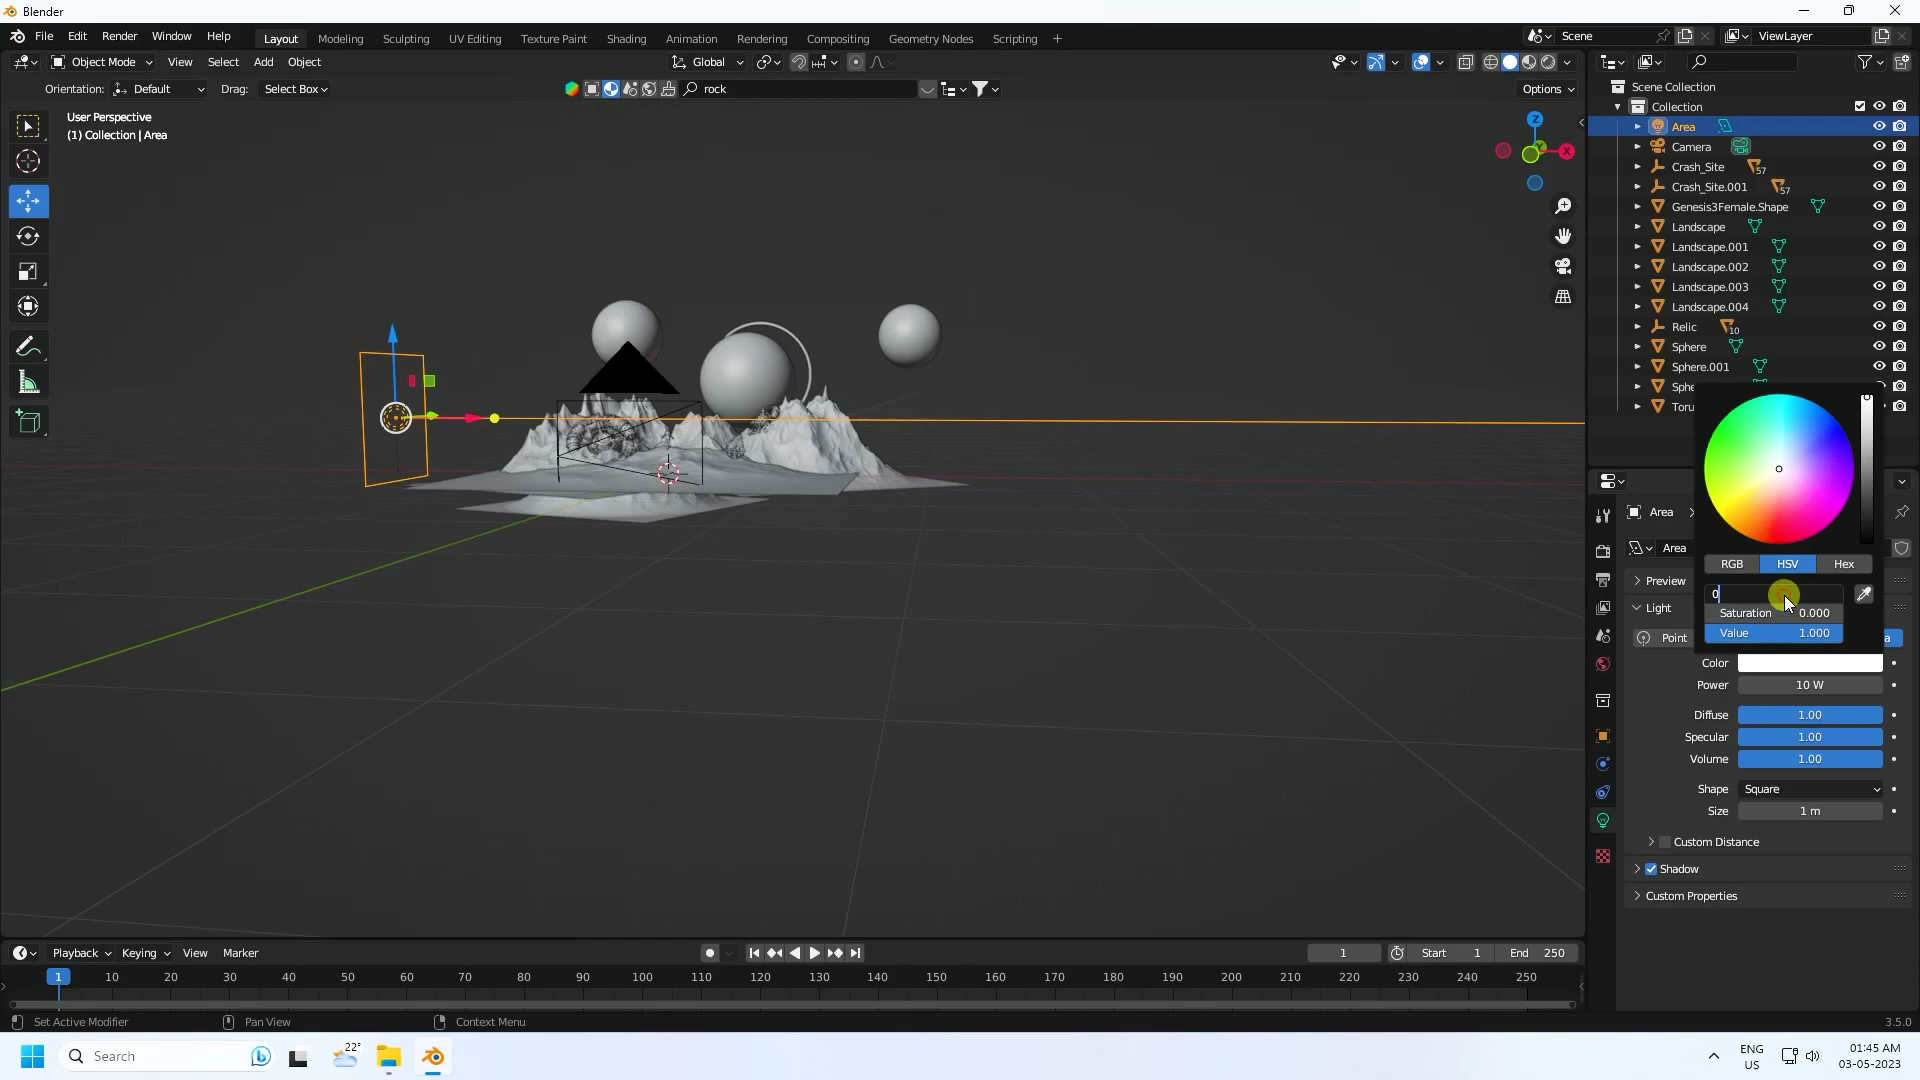 Blender
File Edit Render Window Help
Layout Modeling Sculpting UV Editing Texture Paint Shading Animation Rendering Compositing Geometry Nodes Scripting +
Scene
ViewLayer
Object Mode View Select Add Object
Global
Orientation: Default Drag: Select Box
rock
Options
User Perspective
(1) Collection | Area
Z
X
Scene Collection
Collection
Area
Camera
Crash_Site 57
Crash_Site.001 57
Genesis3Female.Shape
Landscape
Landscape.001
Landscape.002
Landscape.003
Landscape.004
Relic 10
Sphere
Sphere.001
Sphe
Toru
Area
Area
RGB HSV Hex
Preview
0
Light
Saturation 0.000
Value 1.000
Point a
Color
Power 10 W
Diffuse 1.00
Specular 1.00
Volume 1.00
Shape Square
Size 1 m
Custom Distance
Shadow
Custom Properties
Playback Keying View Marker
1 Start 1 End 250
1 10 20 30 40 50 60 70 80 90 100 110 120 130 140 150 160 170 180 190 200 210 220 230 240 250
Set Active Modifier Pan View Context Menu
3.5.0
Search
22°
ENG
US
01:45 AM
03-05-2023